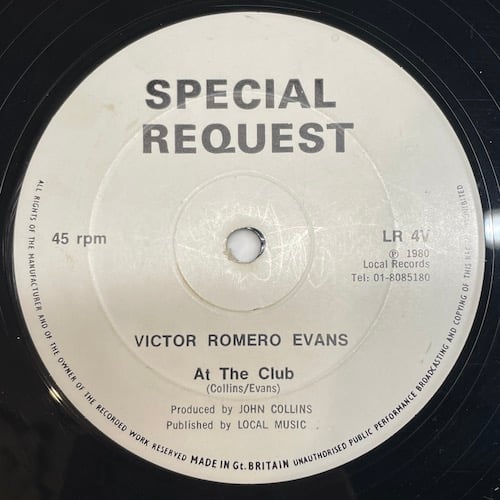 SPECIAL
REQUEST
45 rpm
LR 4V
℗ 1980
Local Records
Tel: 01-8085180
VICTOR ROMERO EVANS
At The Club
(Collins/Evans)
Produced by JOHN COLLINS
Published by LOCAL MUSIC .
ALL RIGHTS OF THE MANUFACTURER AND OF THE OWNER OF THE RECORDED WORK RESERVED MADE IN Gt. BRITAIN UNAUTHORISED PUBLIC PERFORMANCE BROADCASTING AND COPYING OF THIS PROHIBITED